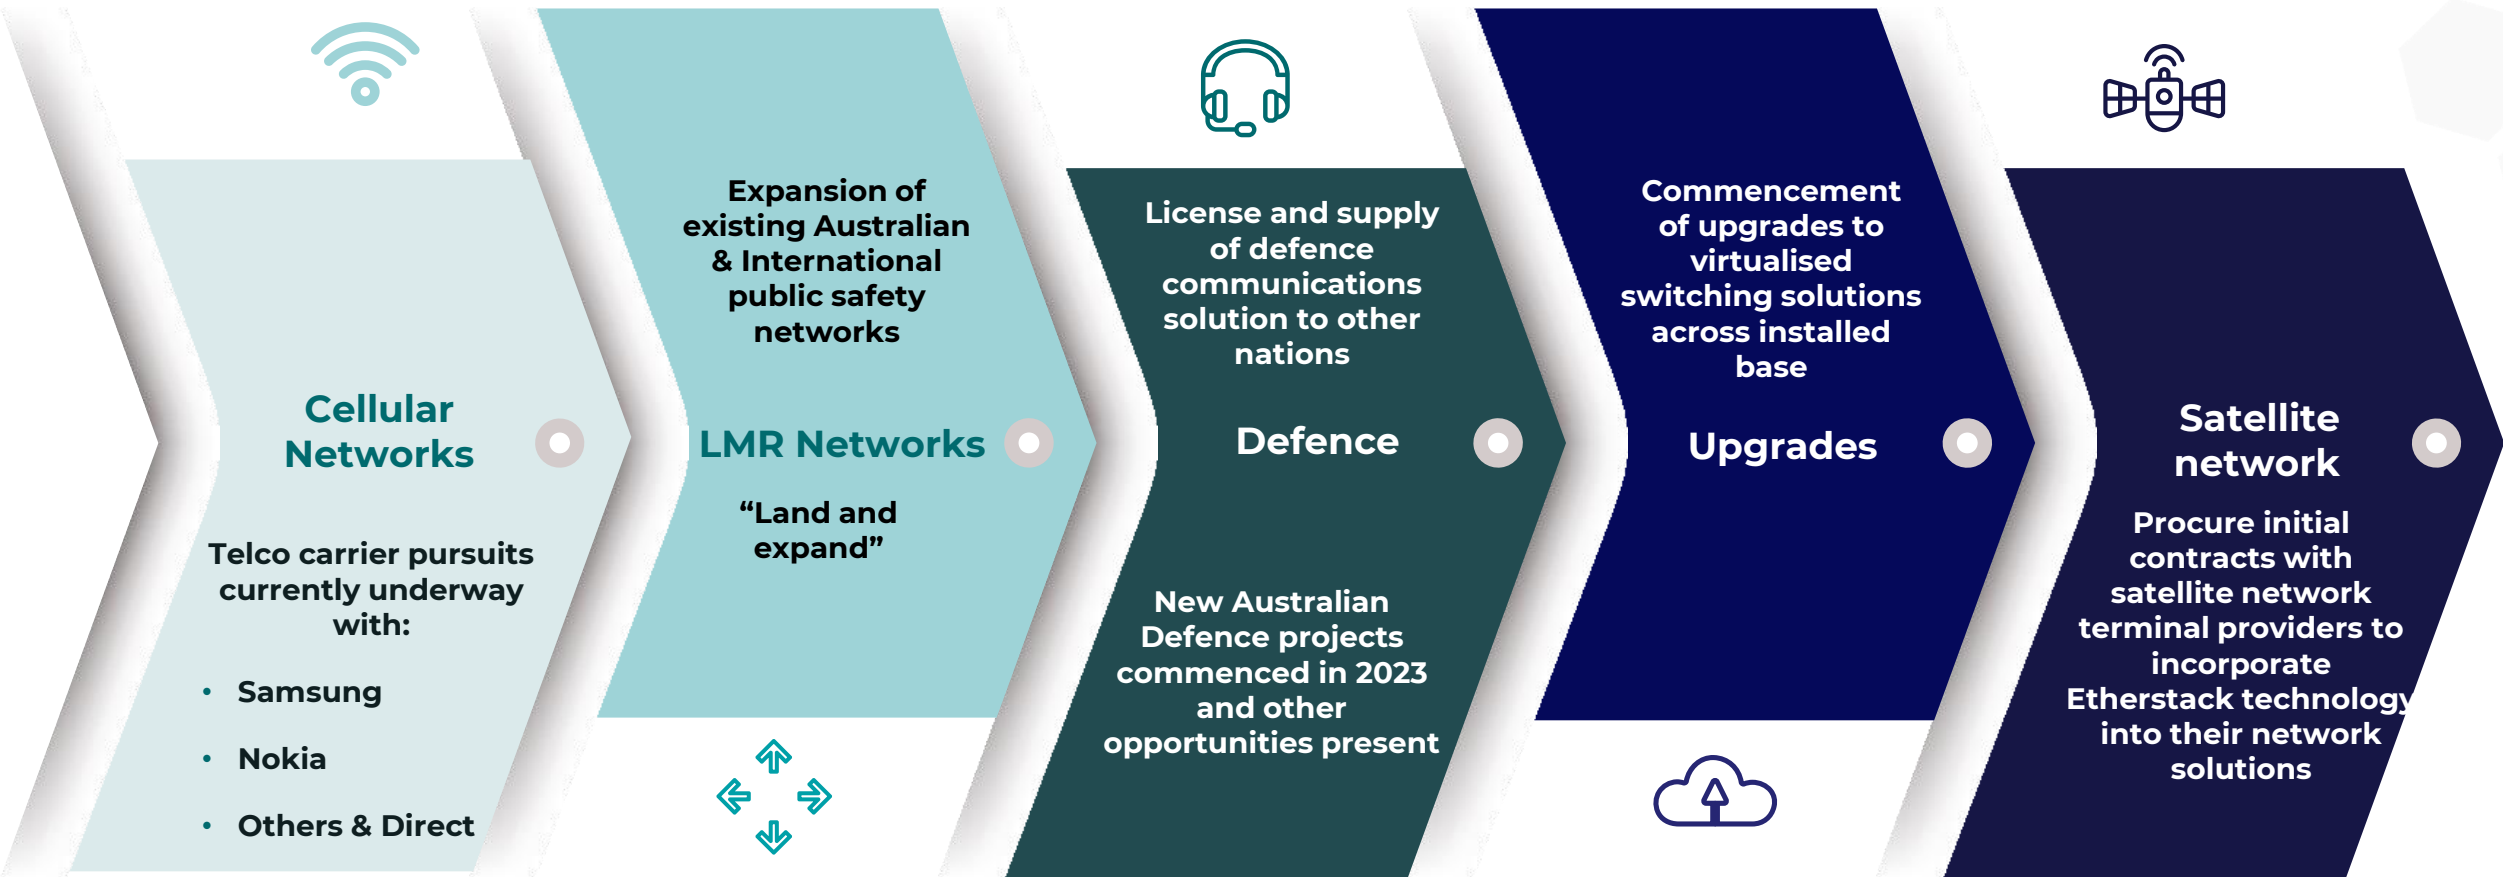 Cellular
Networks
Telco carrier pursuits
currently underway
with:
• Samsung
• Nokia
• Others & Direct
Expansion of
existing Australian
& International
public safety
networks
LMR Networks
“Land and
expand”
License and supply
of defence
communications
solution to other
nations
Defence
New Australian
Defence projects
commenced in 2023
and other
opportunities present
Commencement
of upgrades to
virtualised
switching solutions
across installed
base
Upgrades
Satellite
network
Procure initial
contracts with
satellite network
terminal providers to
incorporate
Etherstack technology
into their network
solutions